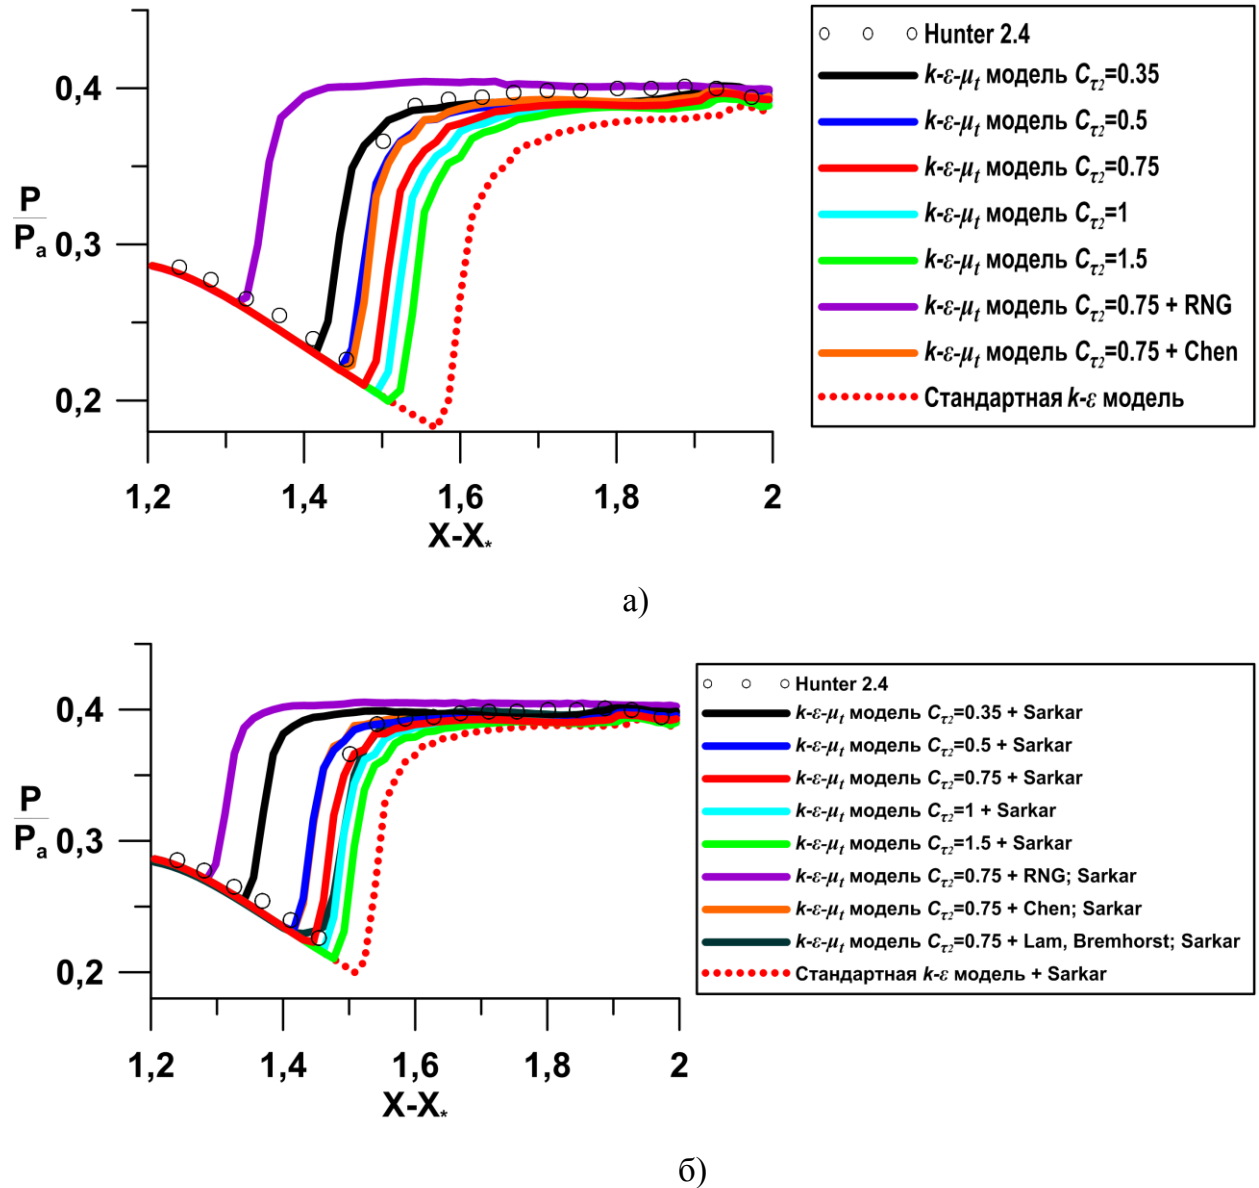 0,4
0,3
0,2
P
Pa
1,2 1,4 1,6 1,8 2
X-X*
Hunter 2.4
k-ε-μt модель Cτ2=0.35
k-ε-μt модель Cτ2=0.5
k-ε-μt модель Cτ2=0.75
k-ε-μt модель Cτ2=1
k-ε-μt модель Cτ2=1.5
k-ε-μt модель Cτ2=0.75 + RNG
k-ε-μt модель Cτ2=0.75 + Chen
Стандартная k-ε модель
а)
0,4
0,3
0,2
P
Pa
1,2 1,4 1,6 1,8 2
X-X*
Hunter 2.4
k-ε-μt модель Cτ2=0.35 + Sarkar
k-ε-μt модель Cτ2=0.5 + Sarkar
k-ε-μt модель Cτ2=0.75 + Sarkar
k-ε-μt модель Cτ2=1 + Sarkar
k-ε-μt модель Cτ2=1.5 + Sarkar
k-ε-μt модель Cτ2=0.75 + RNG; Sarkar
k-ε-μt модель Cτ2=0.75 + Chen; Sarkar
k-ε-μt модель Cτ2=0.75 + Lam, Bremhorst; Sarkar
Стандартная k-ε модель + Sarkar
б)